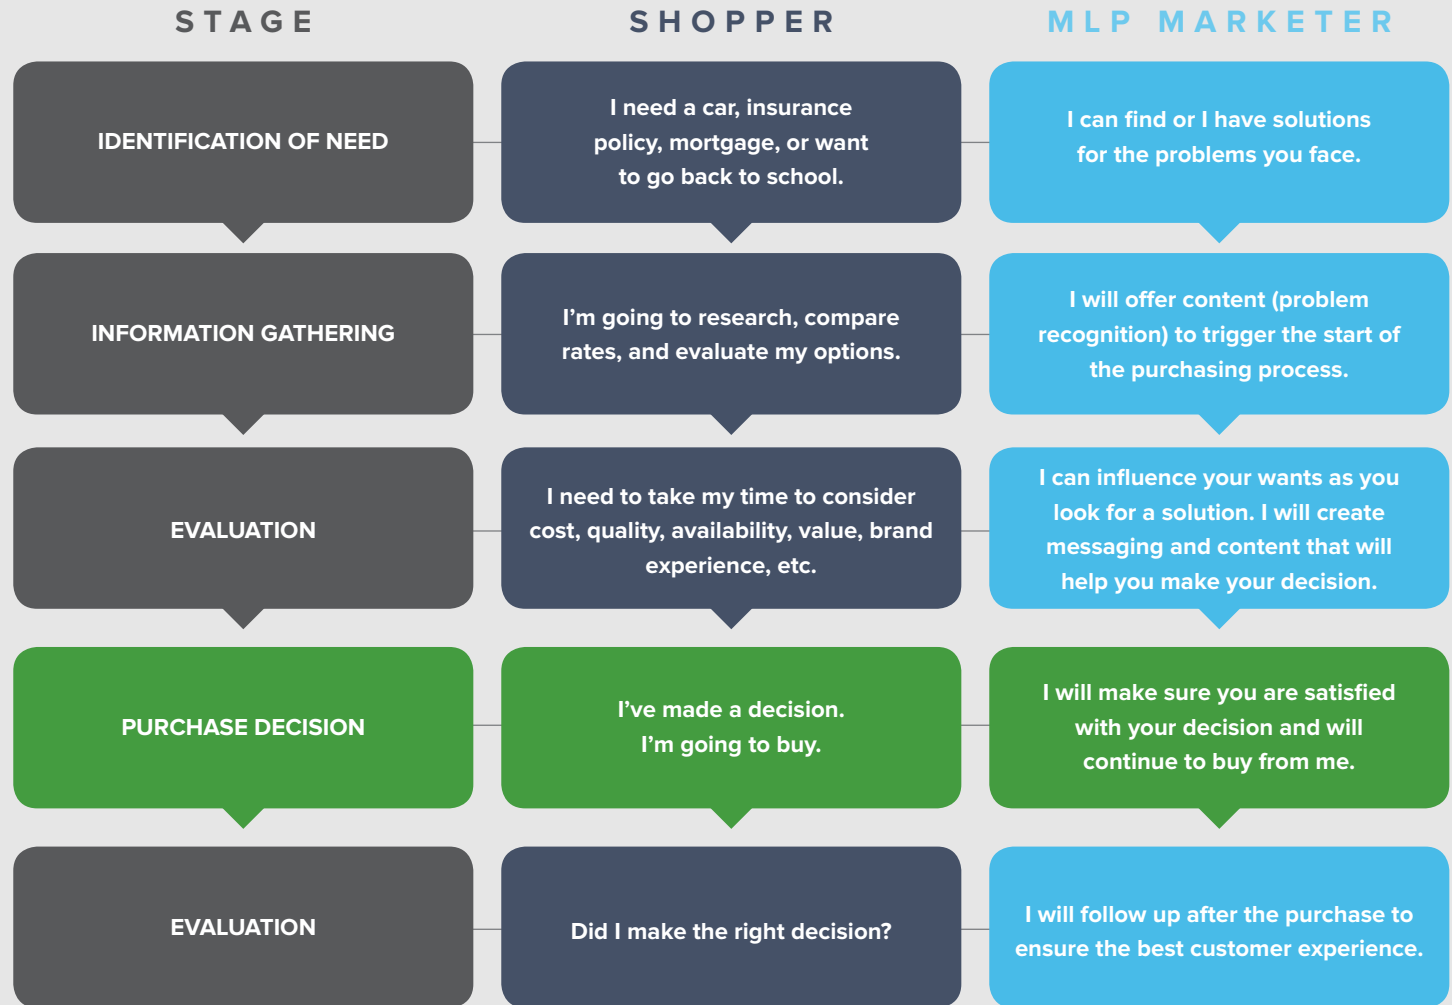 STAGE
SHOPPER
MLP MARKETER
IDENTIFICATION OF NEED
I need a car, insurance
policy, mortgage, or want
to go back to school.
I can find or I have solutions
for the problems you face.
INFORMATION GATHERING
I’m going to research, compare
rates, and evaluate my options.
I will offer content (problem
recognition) to trigger the start of
the purchasing process.
EVALUATION
I need to take my time to consider
cost, quality, availability, value, brand
experience, etc.
I can influence your wants as you
look for a solution. I will create
messaging and content that will
help you make your decision.
PURCHASE DECISION
I’ve made a decision.
I’m going to buy.
I will make sure you are satisfied
with your decision and will
continue to buy from me.
EVALUATION
Did I make the right decision?
I will follow up after the purchase to
ensure the best customer experience.